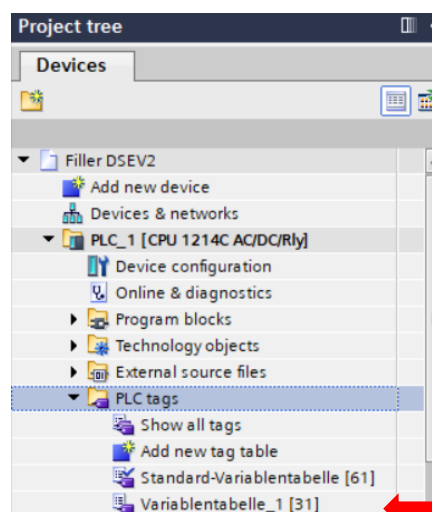 Project tree
Devices
Filler DSEV2
Add new device
Devices & networks
PLC_1 [CPU 1214C AC/DC/Rly]
Device configuration
Online & diagnostics
Program blocks
Technology objects
External source files
PLC tags
Show all tags
Add new tag table
Standard-Variablentabelle [61]
Variablentabelle_1 [31]